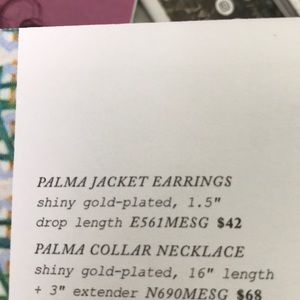 PALMA JACKET EARRINGS
shiny gold-plated, 1.5"
drop length E561MESG $42
PALMA COLLAR NECKLACE
shiny gold-plated, 16" length
+ 3" extender N690MESG $68